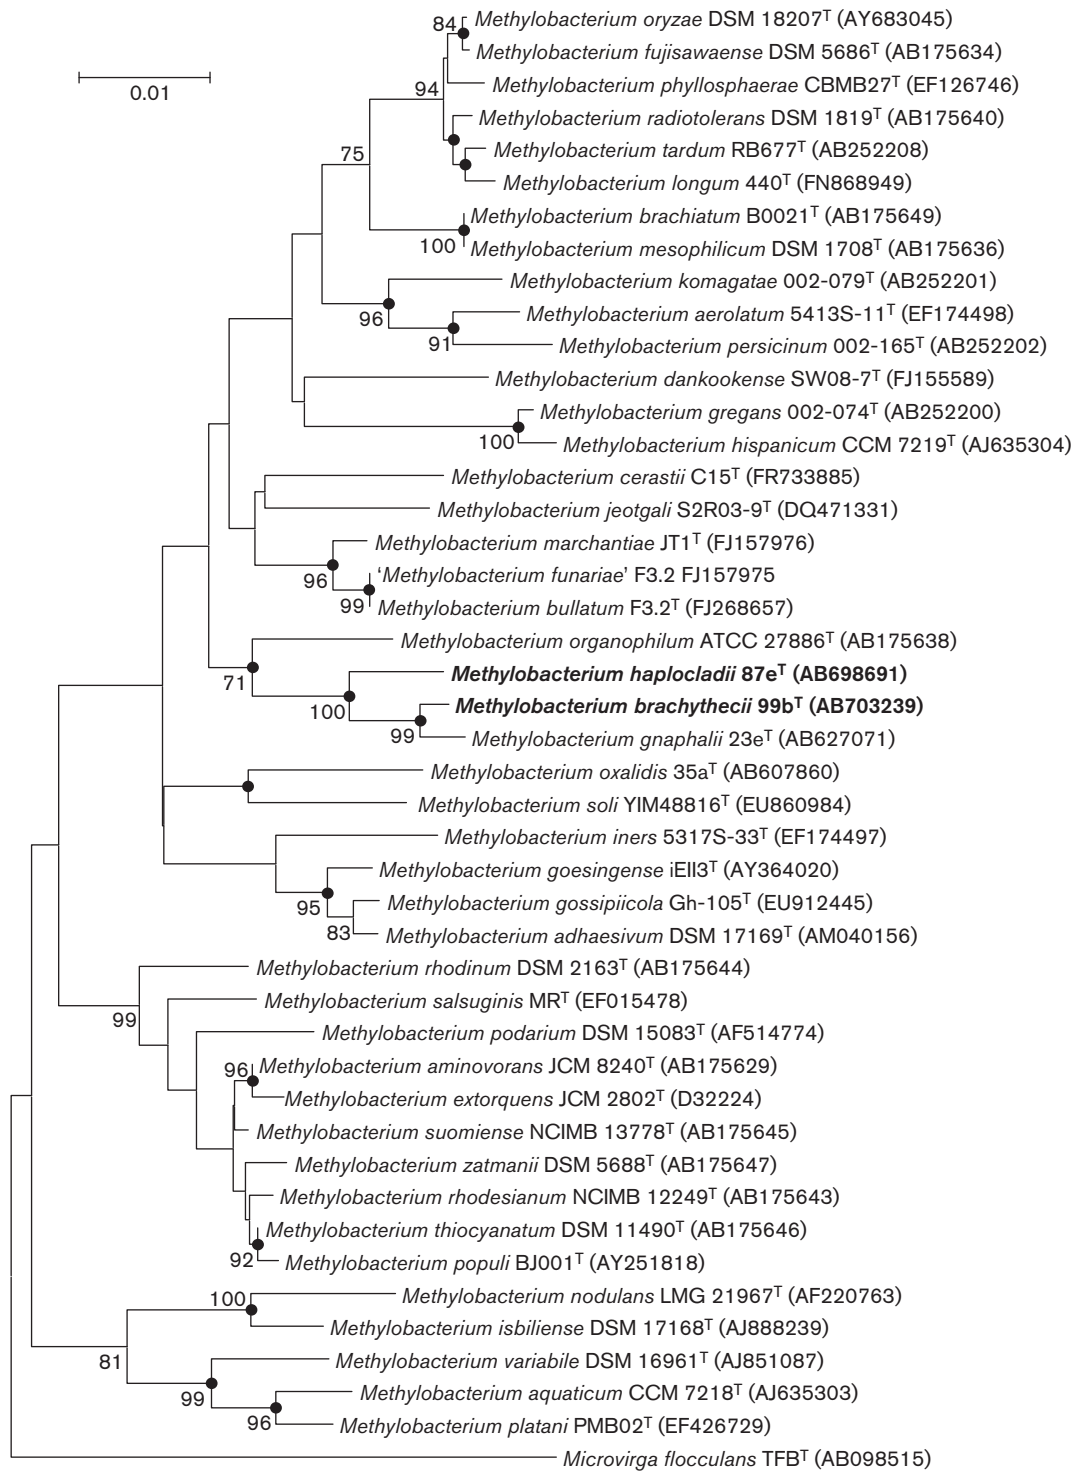 84
Methylobacterium oryzae DSM 18207ᵀ (AY683045)
Methylobacterium fujisawaense DSM 5686ᵀ (AB175634)
0.01
94
Methylobacterium phyllosphaerae CBMB27ᵀ (EF126746)
Methylobacterium radiotolerans DSM 1819ᵀ (AB175640)
75
Methylobacterium tardum RB677ᵀ (AB252208)
Methylobacterium longum 440ᵀ (FN868949)
Methylobacterium brachiatum B0021ᵀ (AB175649)
100
Methylobacterium mesophilicum DSM 1708ᵀ (AB175636)
Methylobacterium komagatae 002-079ᵀ (AB252201)
96
Methylobacterium aerolatum 5413S-11ᵀ (EF174498)
91
Methylobacterium persicinum 002-165ᵀ (AB252202)
Methylobacterium dankookense SW08-7ᵀ (FJ155589)
Methylobacterium gregans 002-074ᵀ (AB252200)
100
Methylobacterium hispanicum CCM 7219ᵀ (AJ635304)
Methylobacterium cerastii C15ᵀ (FR733885)
Methylobacterium jeotgali S2R03-9ᵀ (DQ471331)
Methylobacterium marchantiae JT1ᵀ (FJ157976)
96
'Methylobacterium funariae' F3.2 FJ157975
99
Methylobacterium bullatum F3.2ᵀ (FJ268657)
Methylobacterium organophilum ATCC 27886ᵀ (AB175638)
71
Methylobacterium haplocladii 87eᵀ (AB698691)
100
Methylobacterium brachythecii 99bᵀ (AB703239)
99
Methylobacterium gnaphalii 23eᵀ (AB627071)
Methylobacterium oxalidis 35aᵀ (AB607860)
Methylobacterium soli YIM48816ᵀ (EU860984)
Methylobacterium iners 5317S-33ᵀ (EF174497)
Methylobacterium goesingense iEII3ᵀ (AY364020)
95
Methylobacterium gossipiicola Gh-105ᵀ (EU912445)
83
Methylobacterium adhaesivum DSM 17169ᵀ (AM040156)
Methylobacterium rhodinum DSM 2163ᵀ (AB175644)
99
Methylobacterium salsuginis MRᵀ (EF015478)
Methylobacterium podarium DSM 15083ᵀ (AF514774)
96
Methylobacterium aminovorans JCM 8240ᵀ (AB175629)
Methylobacterium extorquens JCM 2802ᵀ (D32224)
Methylobacterium suomiense NCIMB 13778ᵀ (AB175645)
Methylobacterium zatmanii DSM 5688ᵀ (AB175647)
Methylobacterium rhodesianum NCIMB 12249ᵀ (AB175643)
Methylobacterium thiocyanatum DSM 11490ᵀ (AB175646)
92
Methylobacterium populi BJ001ᵀ (AY251818)
100
Methylobacterium nodulans LMG 21967ᵀ (AF220763)
Methylobacterium isbiliense DSM 17168ᵀ (AJ888239)
81
Methylobacterium variabile DSM 16961ᵀ (AJ851087)
99
Methylobacterium aquaticum CCM 7218ᵀ (AJ635303)
96
Methylobacterium platani PMB02ᵀ (EF426729)
Microvirga flocculans TFBᵀ (AB098515)